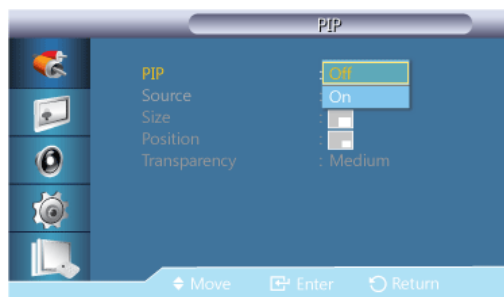 PIP
PIP : Off
Source : On
Size :
Position :
Transparency : Medium
Move Enter Return